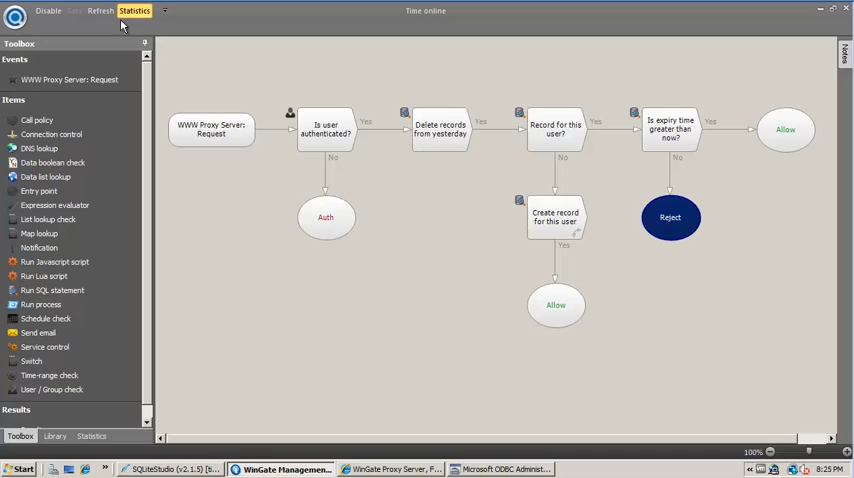 Disable
Refresh
Statistics
Time online
Toolbox
Events
WWW Proxy Server: Request
Items
Call policy
Connection control
DNS lookup
Data boolean check
Data list lookup
Entry point
Expression evaluator
List lookup check
Map lookup
Notification
Run Javascript script
Run Lua script
Run SQL statement
Run process
Schedule check
Send email
Service control
Switch
Time-range check
User / Group check
Results
Toolbox
Library
Statistics
Notes
WWW Proxy Server:
Request
Is user
authenticated?
Yes
Delete records
from yesterday
Yes
Record for this
user?
Yes
Is expiry time
greater than
now?
Yes
Allow
No
No
No
Auth
Create record
for this user
Reject
Yes
Allow
100%
Start
SQLiteStudio (v2.1.5) [ti...
WinGate Managemen...
WinGate Proxy Server, F...
Microsoft ODBC Administ...
8:25 PM